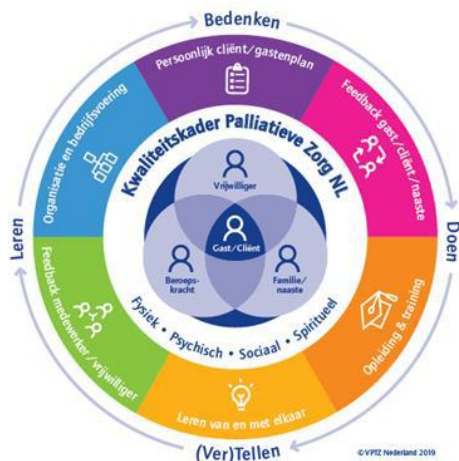 Bedenken
Persoonlijk cliënt/gastenplan
Feedback gast/cliënt/
naaste
Doen
Opleiding & training
(Ver)Tellen
Leren van en met elkaar
Feedback medewerker
/vrijwilliger
Leren
Organisatie en bedrijfsvoering
Kwaliteitskader Palliatieve Zorg NL
Vrijwilliger
Gast/Cliënt
Beroeps-
kracht
Familie/
naaste
Fysiek • Psychisch • Sociaal • Spiritueel
© VPTZ Nederland 2019